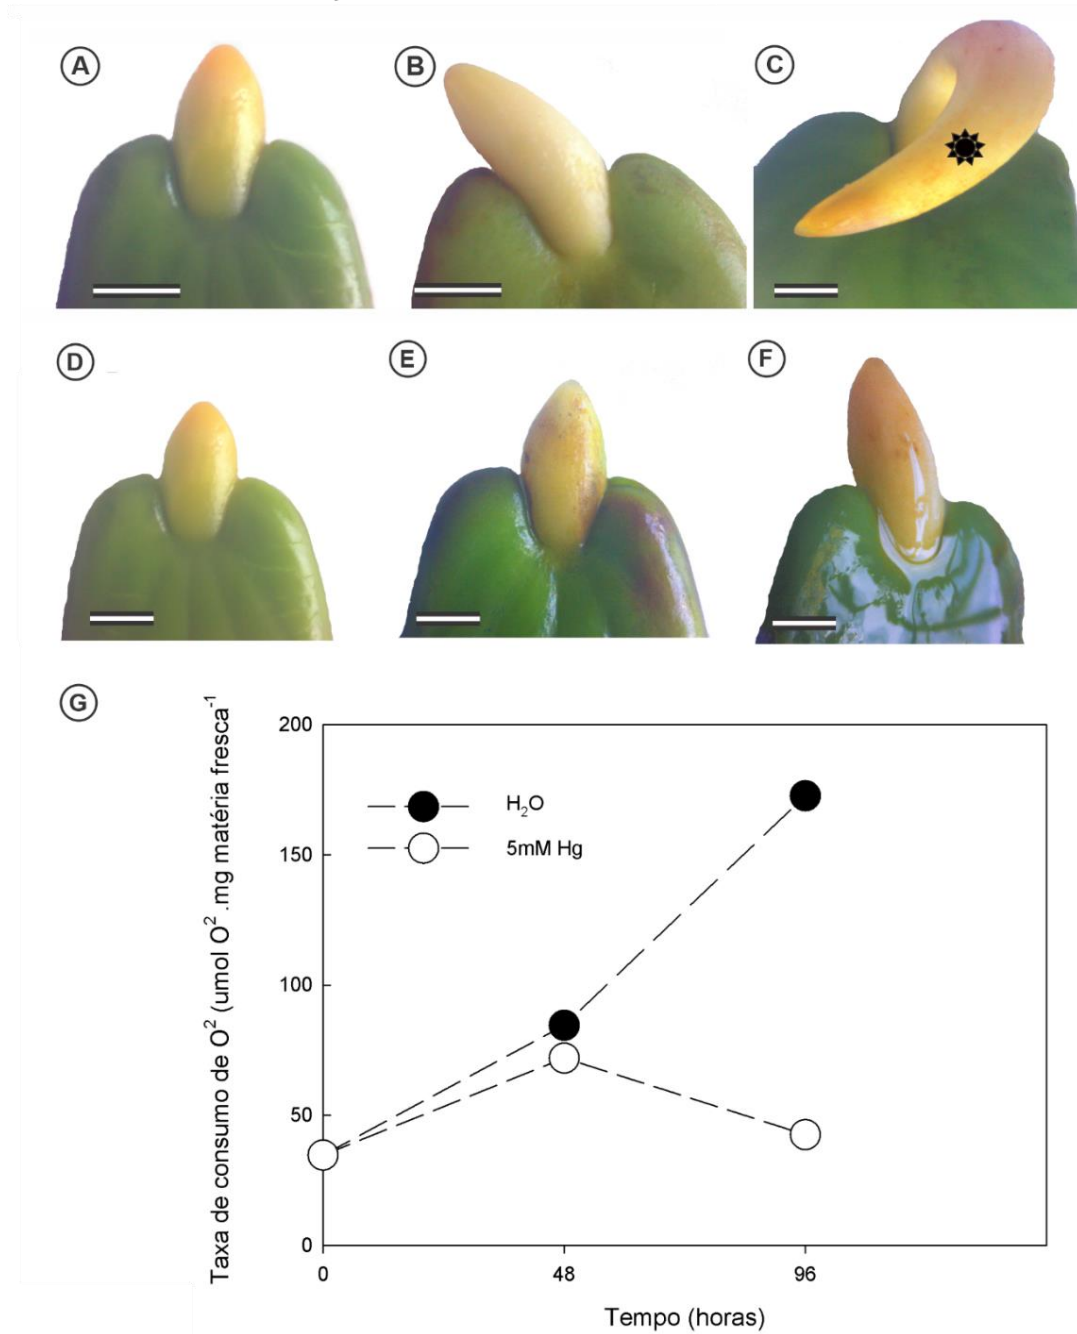 A
B
C
D
E
F
G
Taxa de consumo de O² (umol O² .mg matéria fresca⁻¹
200
150
100
50
0
H₂O
5mM Hg
0 48 96
Tempo (horas)